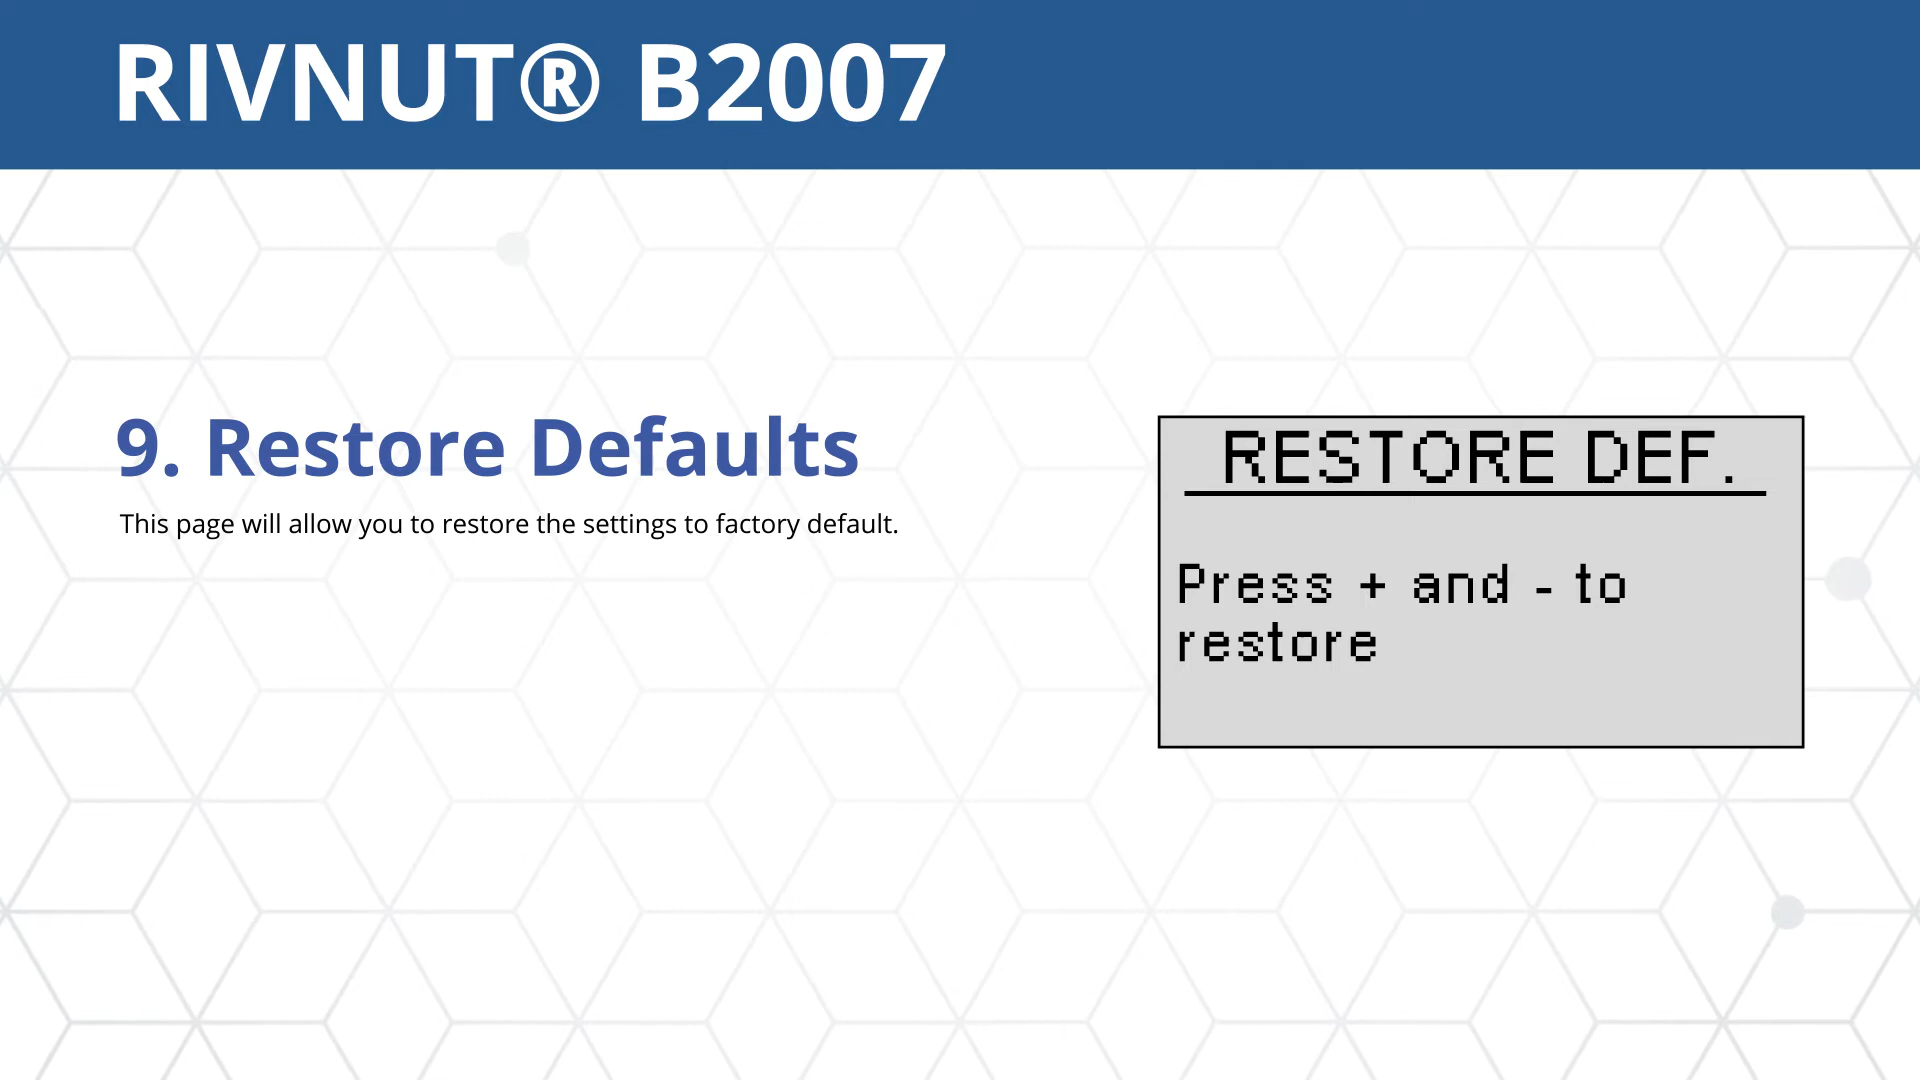 RIVNUT® B2007
9. Restore Defaults
This page will allow you to restore the settings to factory default.
RESTORE DEF.
Press + and - to
restore